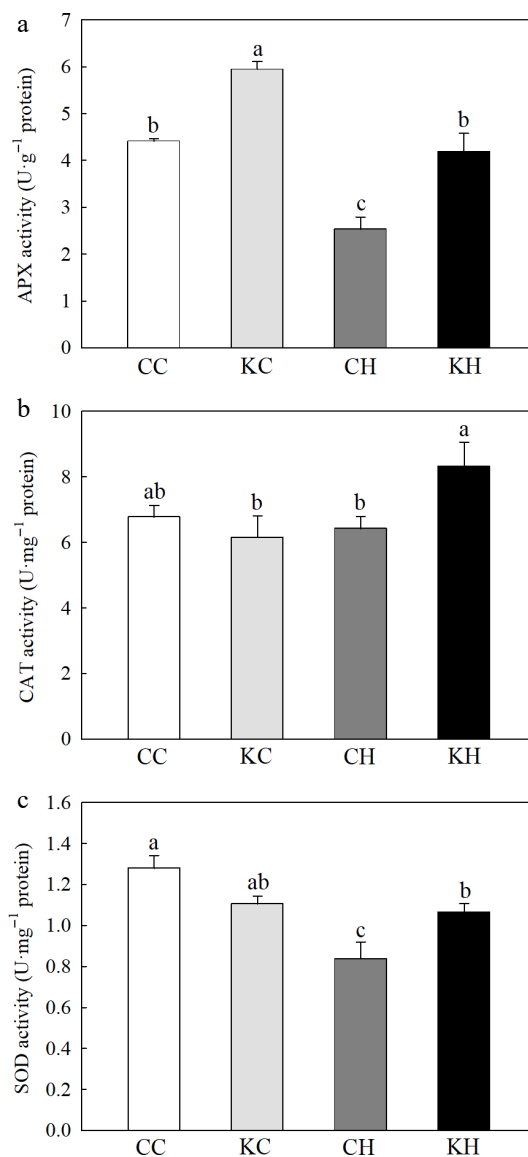 a
APX activity (U·g⁻¹ protein)
7
6
5
4
3
2
1
0
b
a
c
b
CC KC CH KH
b
CAT activity (U·mg⁻¹ protein)
10
8
6
4
2
0
ab
b
b
a
CC KC CH KH
c
SOD activity (U·mg⁻¹ protein)
1.6
1.4
1.2
1.0
0.8
0.6
0.4
0.2
0.0
a
ab
c
b
CC KC CH KH